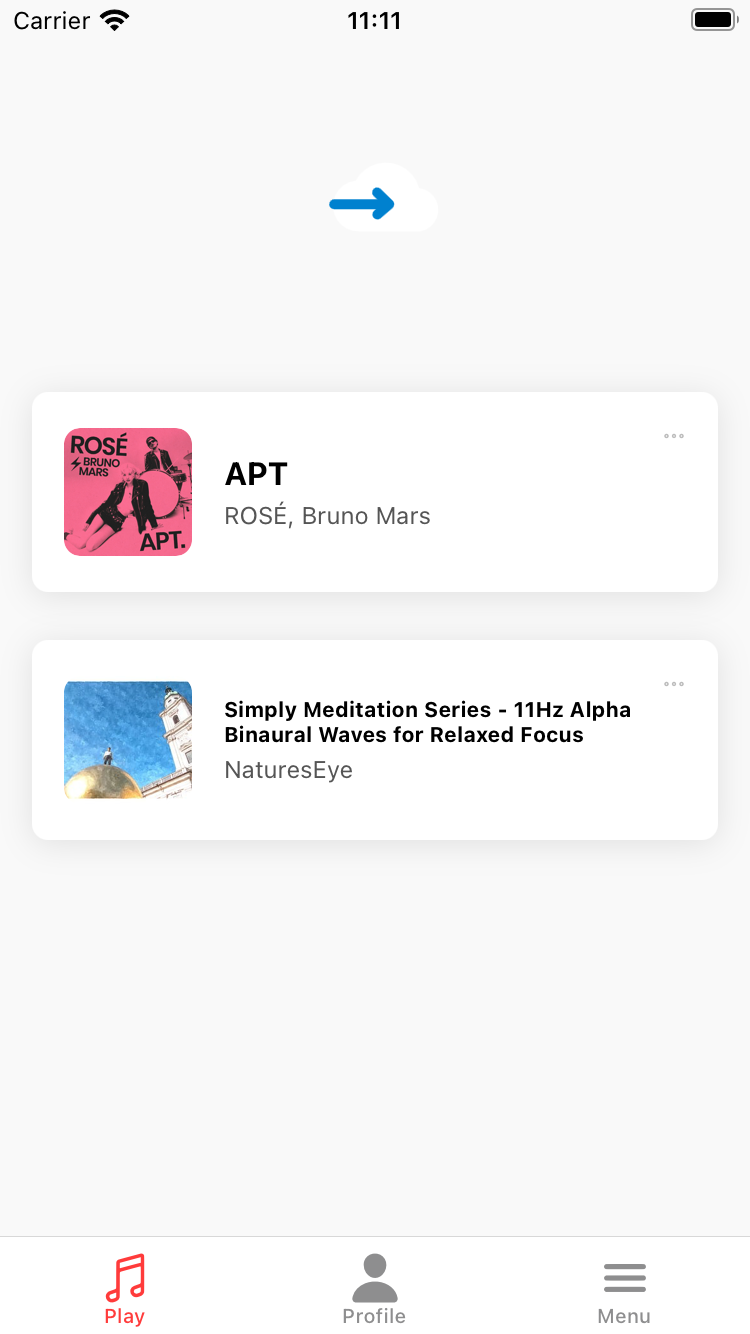 Carrier
11:11
ROSÉ
BRUNO
MARS
APT.
APT
ROSÉ, Bruno Mars
Simply Meditation Series - 11Hz Alpha
Binaural Waves for Relaxed Focus
NaturesEye
Play
Profile
Menu